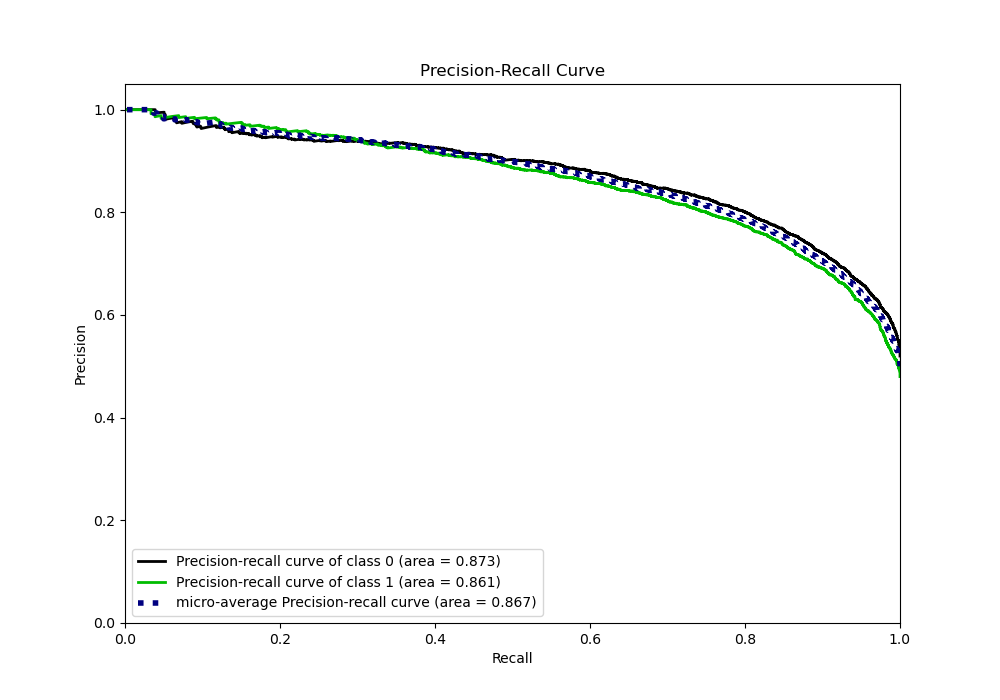 Precision-Recall Curve
1.0
0.8
0.6
0.4
0.2
0.0
Precision
Precision-recall curve of class 0 (area = 0.873)
Precision-recall curve of class 1 (area = 0.861)
micro-average Precision-recall curve (area = 0.867)
0.0 0.2 0.4 0.6 0.8 1.0
Recall